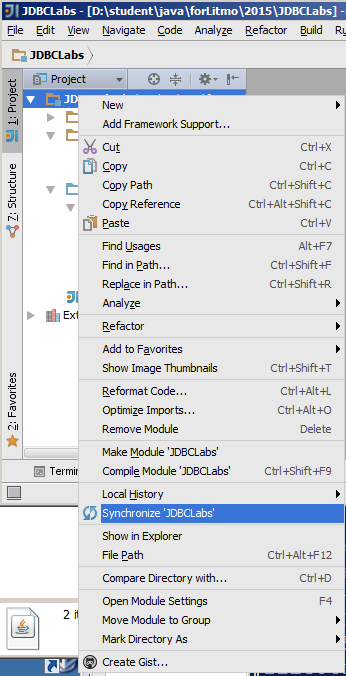 JDBCLabs - [D:\student\java\forLitmo\2015\JDBCLabs] -
File Edit View Navigate Code Analyze Refactor Build R
JDBCLabs
Project
1: Project
Z: Structure
2: Favorites
New
Add Framework Support...
Cut Ctrl+X
Copy Ctrl+C
Copy Path Ctrl+Shift+C
Copy Reference Ctrl+Alt+Shift+C
Paste Ctrl+V
Find Usages Alt+F7
Find in Path... Ctrl+Shift+F
Replace in Path... Ctrl+Shift+R
Analyze
Refactor
Add to Favorites
Show Image Thumbnails Ctrl+Shift+T
Reformat Code... Ctrl+Alt+L
Optimize Imports... Ctrl+Alt+O
Remove Module Delete
Make Module 'JDBCLabs'
Compile Module 'JDBCLabs' Ctrl+Shift+F9
Local History
Synchronize 'JDBCLabs'
Show in Explorer
File Path Ctrl+Alt+F12
Compare Directory with... Ctrl+D
Open Module Settings F4
Move Module to Group
Mark Directory As
Create Gist...
Ext
Termin
2 it